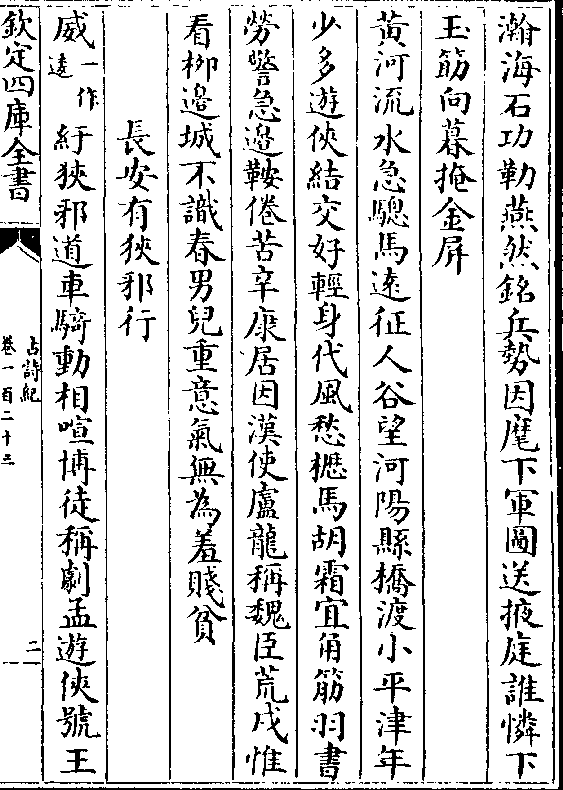 瀚海石功勒燕然銘兵勢因麾下軍圖送掖庭誰憐下
玉筯向暮掩金屏
黃河流水急驄馬遠征人谷望河陽縣橋渡小平津年
少多遊俠結交好輕身代風愁櫪馬胡霜宜角筋羽書
勞警急邉鞍倦苦辛康居因漢使盧龍稱魏臣荒戍惟
看柳邉城不識春男兒重意氣無為羞賤貧
長安有狹邪行
威一作逶紆狹邪道車騎動相喧博徒稱劇孟遊俠號王
欽定四庫全書
古詩紀
卷一百二十三
二